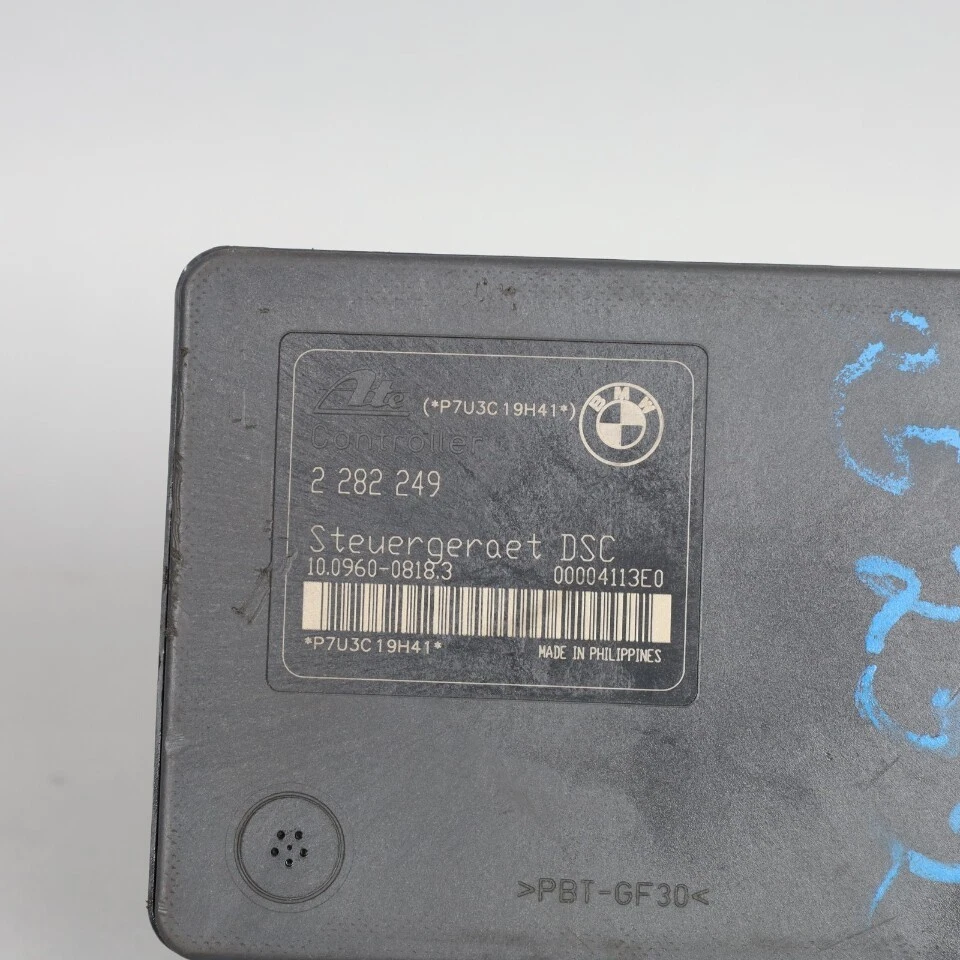 Ate (*P7U3C19H41*) BMW
Controller
2 282 249
Steuergeraet DSC
10.0960-0818.3 00004113E0
*P7U3C19H41* MADE IN PHILIPPINES
>PBT-GF30<